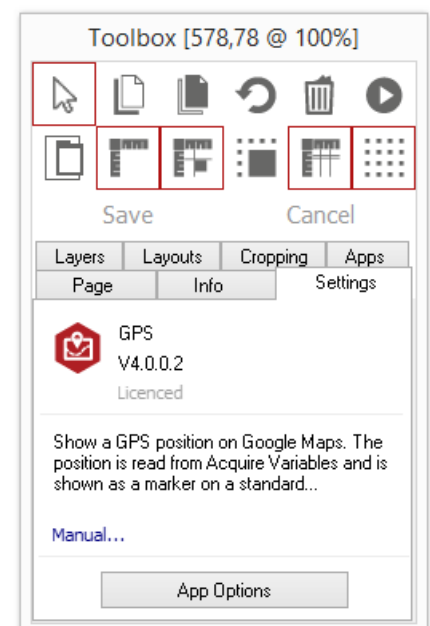 Toolbox [578,78 @ 100%]
Save Cancel
Layers Layouts Cropping Apps
Page Info Settings
GPS
V4.0.0.2
Licenced
Show a GPS position on Google Maps. The
position is read from Acquire Variables and is
shown as a marker on a standard...
Manual...
App Options